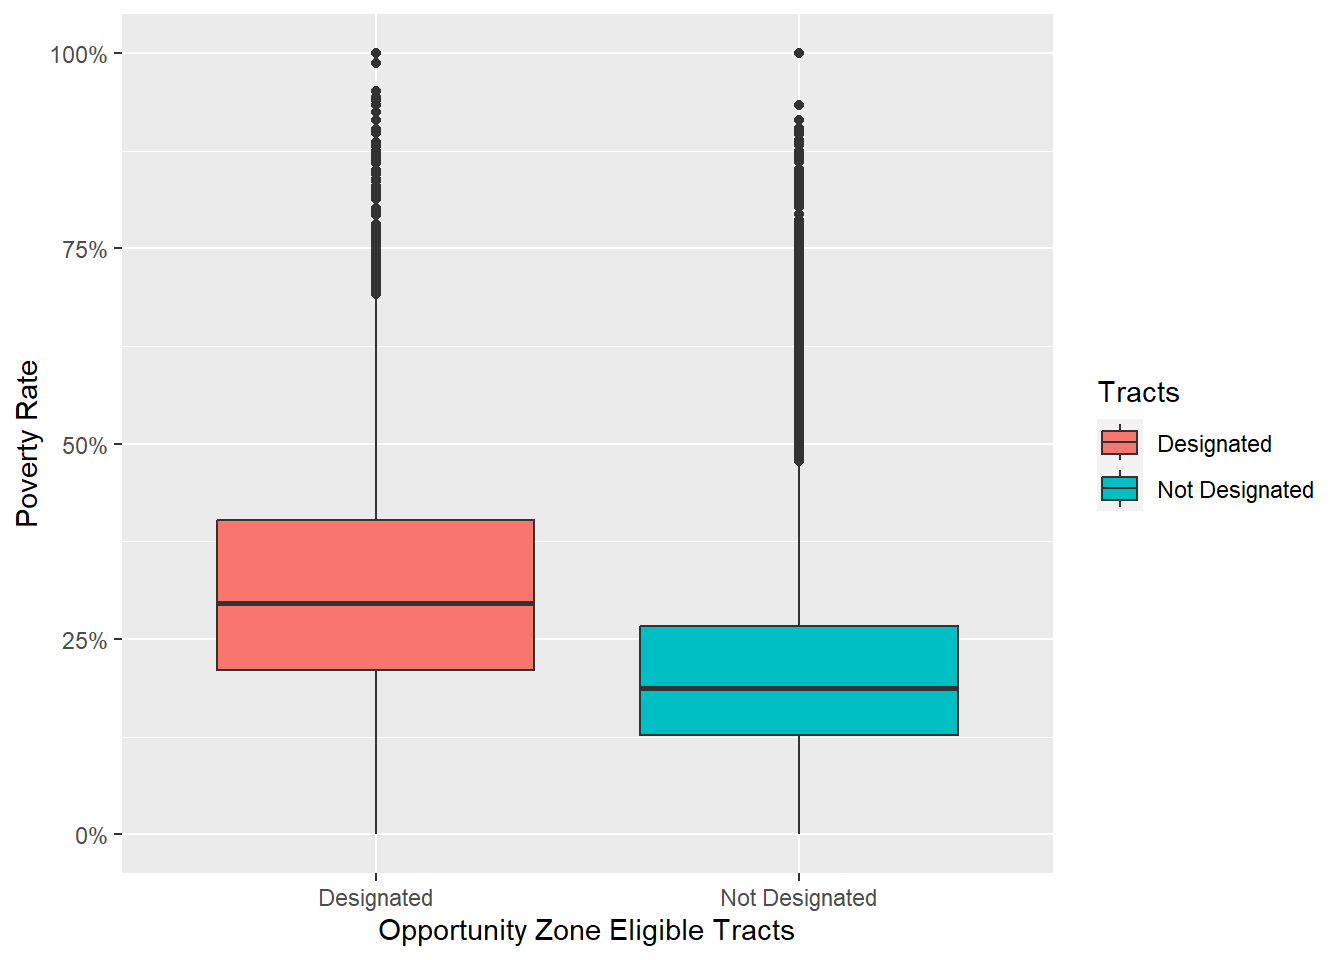 100%
75%
50%
25%
0%
Poverty Rate
Designated
Not Designated
Opportunity Zone Eligible Tracts
Tracts
Designated
Not Designated